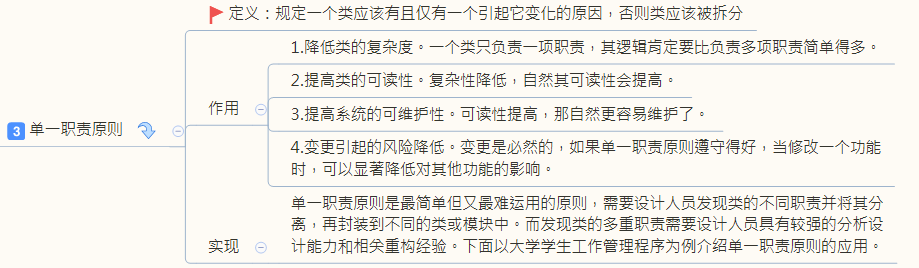 定义：规定一个类应该有且仅有一个引起它变化的原因，否则类应该被拆分
1.降低类的复杂度。一个类只负责一项职责，其逻辑肯定要比负责多项职责简单得多。
2.提高类的可读性。复杂性降低，自然其可读性会提高。
作用
3.提高系统的可维护性。可读性提高，那自然更容易维护了。
3 单一职责原则
4.变更引起的风险降低。变更是必然的，如果单一职责原则遵守得好，当修改一个功能
时，可以显著降低对其他功能的影响。
单一职责原则是最简单但又最难运用的原则，需要设计人员发现类的不同职责并将其分
离，再封装到不同的类或模块中。而发现类的多重职责需要设计人员具有较强的分析设
实现
计能力和相关重构经验。下面以大学学生工作管理程序为例介绍单一职责原则的应用。